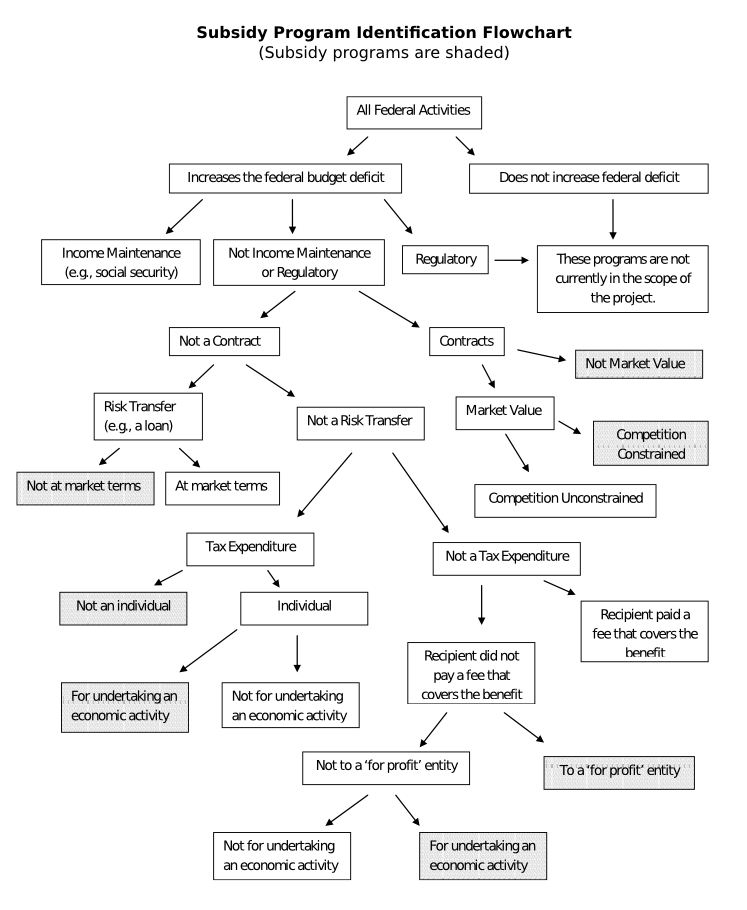 Subsidy Program Identification Flowchart
(Subsidy programs are shaded)
All Federal Activities
Increases the federal budget deficit
Does not increase federal deficit
Income Maintenance
(e.g., social security)
Not Income Maintenance
or Regulatory
Regulatory
These programs are not
currently in the scope of
the project.
Not a Contract
Contracts
Not Market Value
Risk Transfer
(e.g., a loan)
Not a Risk Transfer
Market Value
Competition
Constrained
Not at market terms
At market terms
Competition Unconstrained
Tax Expenditure
Not a Tax Expenditure
Not an individual
Individual
Recipient paid a
fee that covers the
benefit
Recipient did not
pay a fee that
covers the benefit
For undertaking an
economic activity
Not for undertaking
an economic activity
Not to a ‘for profit’ entity
To a ‘for profit’ entity
Not for undertaking
an economic activity
For undertaking an
economic activity